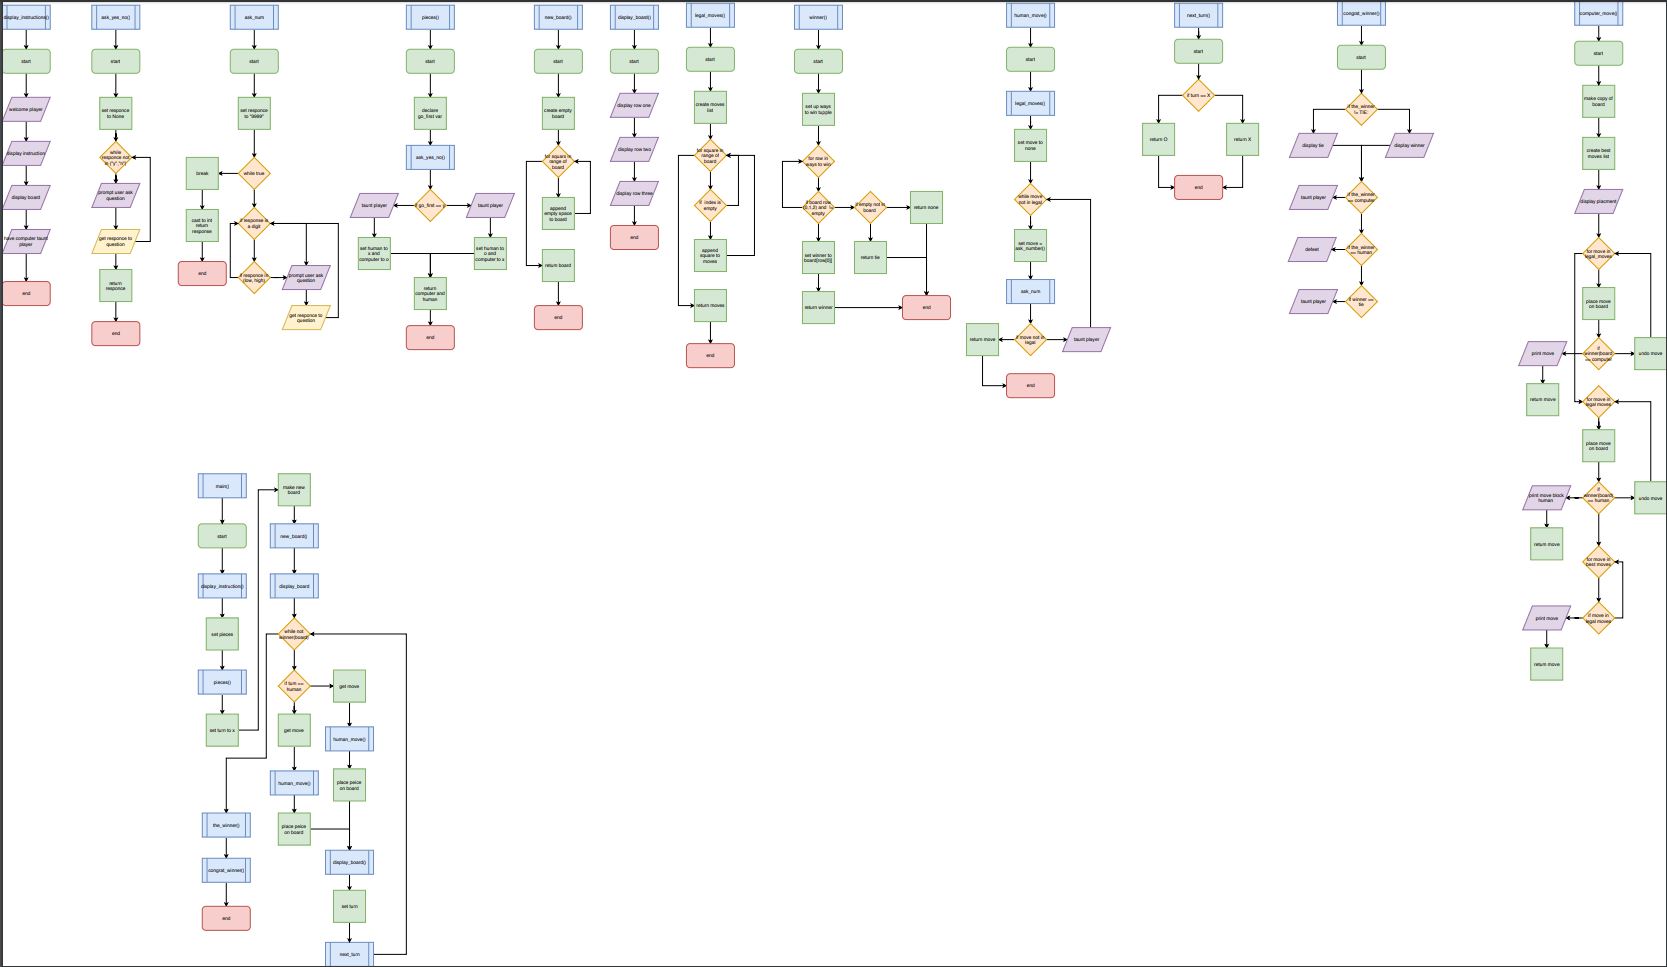 display_instructions()
start
welcome player
display instruction
display board
have computer taunt
player
end
ask_yes_no()
start
set responce
to None
while
responce not
in ("y","n")
prompt user ask
question
get responce to
question
return
responce
end
ask_num
start
set responce
to "9999"
while true
break
cast to int
return
response
end
if response is
a digit
if responce in
(low, high)
prompt user ask
question
get responce to
question
pieces()
start
declare
go_first var
ask_yes_no()
if go_first == y
taunt player
taunt player
set human to
x and
computer to o
set human to
o and
computer to x
return
computer and
human
end
new_board()
start
create empty
board
for square in
range of
board
append
empty space
to board
return board
end
display_board()
start
display row one
display row two
display row three
end
legal_moves()
start
create moves
list
for square in
range of
board
if index is
empty
append
square to
moves
return moves
end
winner()
start
set up ways
to win tupple
for row in
ways to win
if board row
(0,1,2) and !=
empty
if empty not in
board
return none
set winner to
board[row[0]]
return tie
return winner
end
human_move()
start
legal_moves()
set move to
none
while move
not in legal
set move =
ask_number()
ask_num
if move not in
legal
return move
taunt player
end
next_turn()
start
if turn == X
return O
return X
end
congrat_winner()
start
if the_winner
!= TIE:
display tie
display winner
if the_winner
== computer
taunt player
if the_winner
== human
defeat
if winner ==
tie
taunt player
computer_move()
start
make copy of
board
create best
moves list
display placment
for move in
legal_moves
place move
on board
if
winner(board)
== computer
print move
undo move
return move
for move in
legal moves
place move
on board
if
winner(board)
== human
print move block
human
undo move
return move
for move in
best moves
if move in
legal moves
print move
return move
main()
start
display_instruction()
set pieces
pieces()
set turn to x
make new
board
new_board()
display_board
while not
winner(board)
if turn ==
human
get move
get move
human_move()
human_move()
place peice
on board
place peice
on board
the_winner()
congrat_winner()
end
display_board()
set turn
next_turn